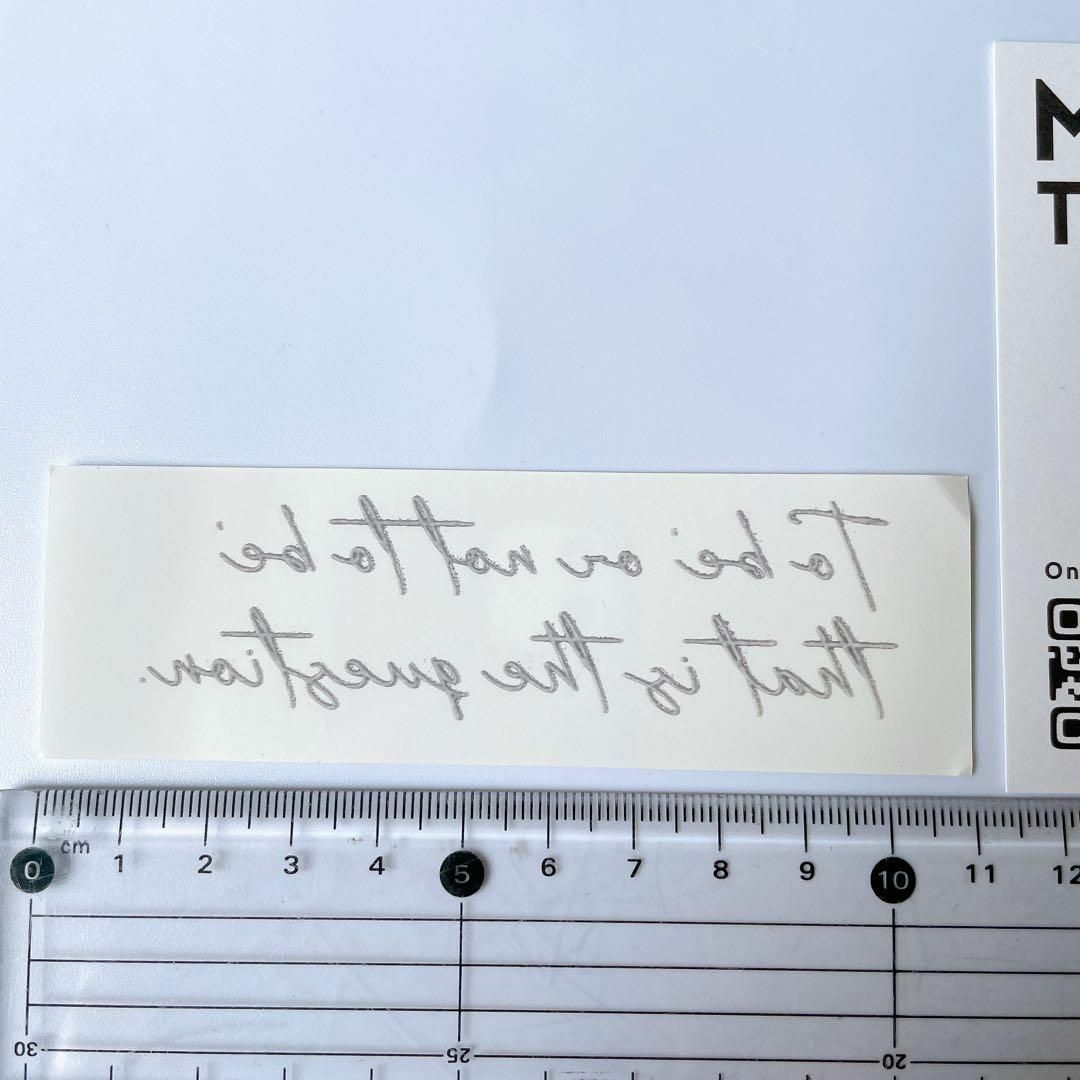 To be or not to be
that is the question.
M
T
On
cm
0 1 2 3 4 5 6 7 8 9 10 11 12
30 25 20